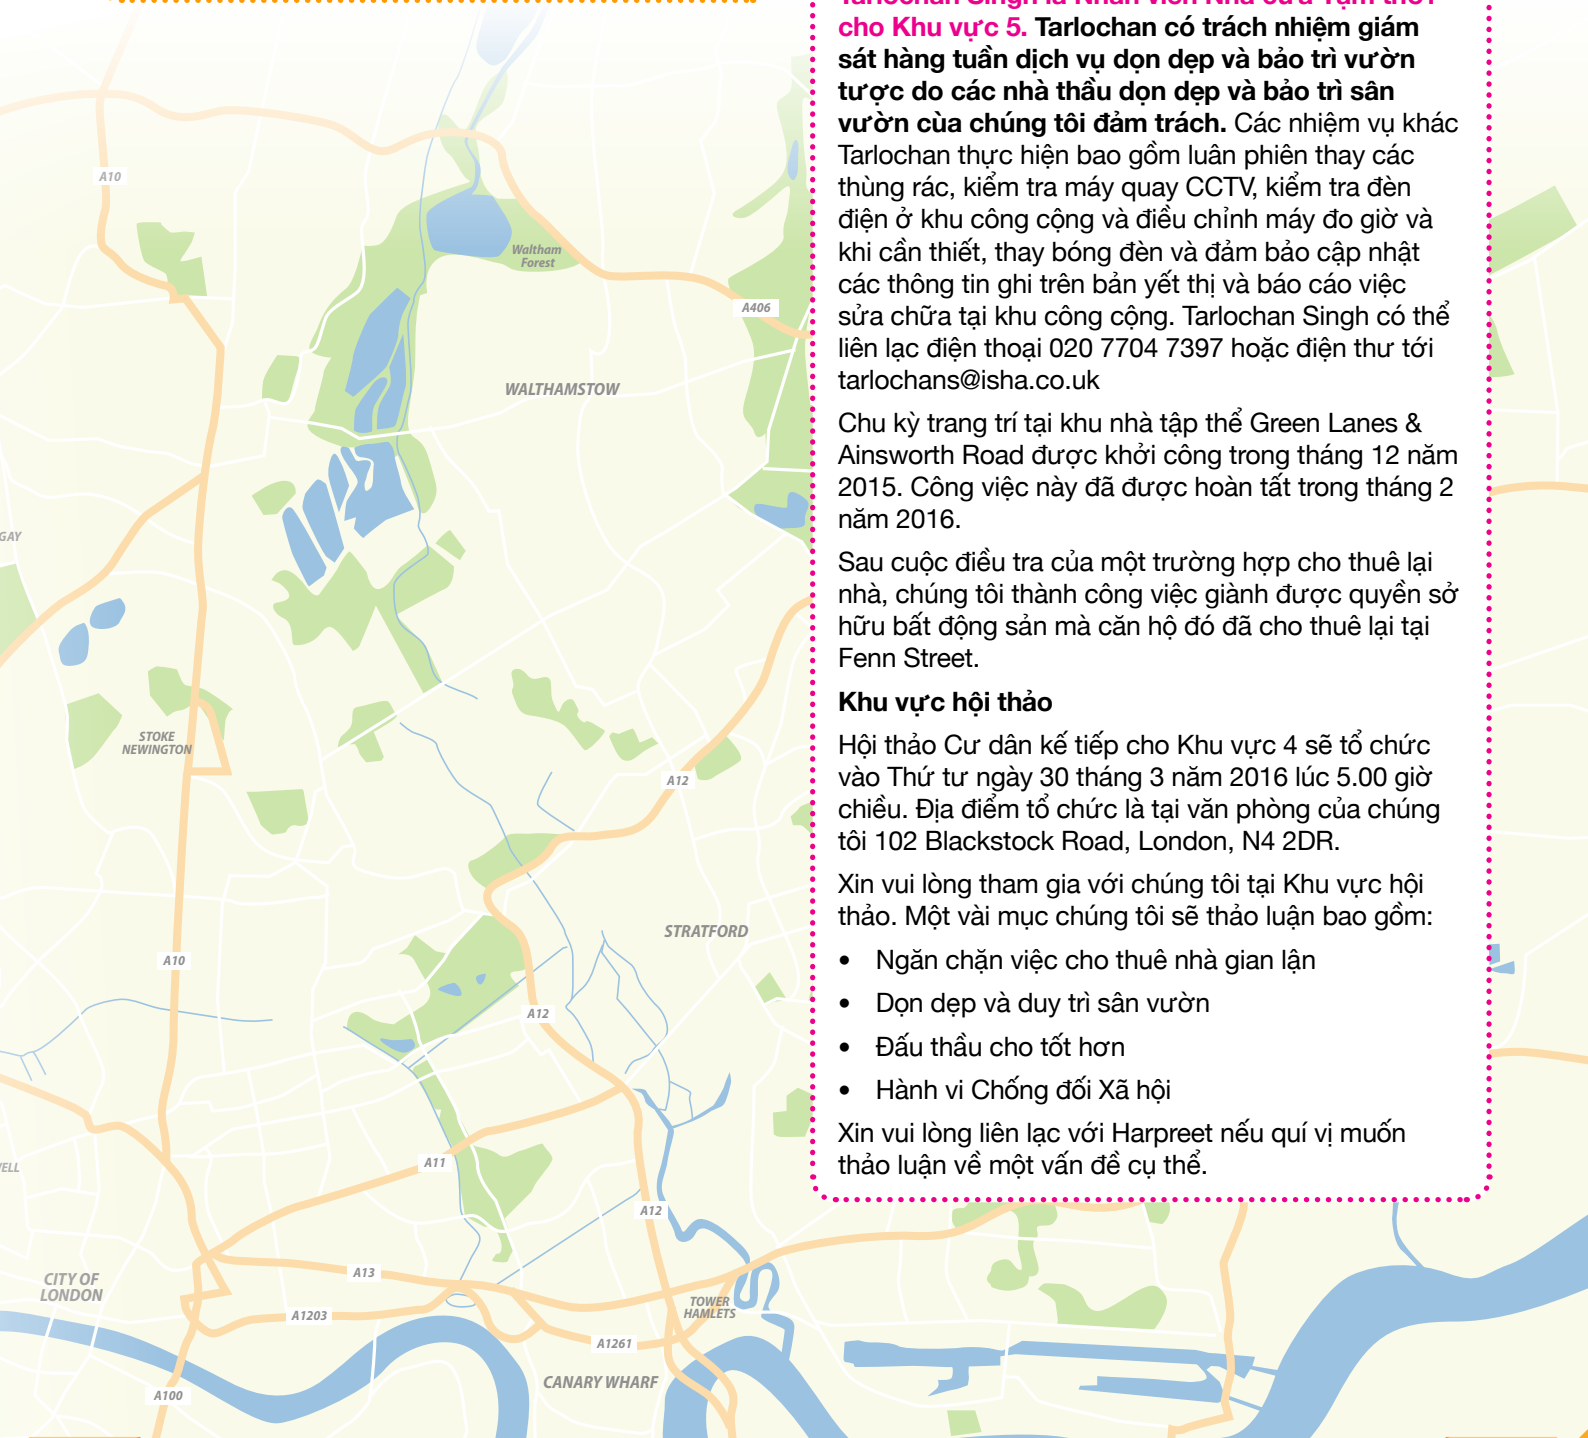 Tarlochan Singh là Nhân viên Nhà cửa Tạm thời
cho Khu vực 5. Tarlochan có trách nhiệm giám
sát hàng tuần dịch vụ dọn dẹp và bảo trì vườn
tược do các nhà thầu dọn dẹp và bảo trì sân
vườn cùa chúng tôi đảm trách. Các nhiệm vụ khác
Tarlochan thực hiện bao gồm luân phiên thay các
thùng rác, kiểm tra máy quay CCTV, kiểm tra đèn
điện ở khu công cộng và điều chỉnh máy đo giờ và
khi cần thiết, thay bóng đèn và đảm bảo cập nhật
các thông tin ghi trên bản yết thị và báo cáo việc
sửa chữa tại khu công cộng. Tarlochan Singh có thể
liên lạc điện thoại 020 7704 7397 hoặc điện thư tới
tarlochans@isha.co.uk
Chu kỳ trang trí tại khu nhà tập thể Green Lanes &
Ainsworth Road được khởi công trong tháng 12 năm
2015. Công việc này đã được hoàn tất trong tháng 2
năm 2016.
Sau cuộc điều tra của một trường hợp cho thuê lại
nhà, chúng tôi thành công việc giành được quyền sở
hữu bất động sản mà căn hộ đó đã cho thuê lại tại
Fenn Street.
Khu vực hội thảo
Hội thảo Cư dân kế tiếp cho Khu vực 4 sẽ tổ chức
vào Thứ tư ngày 30 tháng 3 năm 2016 lúc 5.00 giờ
chiều. Địa điểm tổ chức là tại văn phòng của chúng
tôi 102 Blackstock Road, London, N4 2DR.
Xin vui lòng tham gia với chúng tôi tại Khu vực hội
thảo. Một vài mục chúng tôi sẽ thảo luận bao gồm:
• Ngăn chặn việc cho thuê nhà gian lận
• Dọn dẹp và duy trì sân vườn
• Đấu thầu cho tốt hơn
• Hành vi Chống đối Xã hội
Xin vui lòng liên lạc với Harpreet nếu quí vị muốn
thảo luận về một vấn đề cụ thể.
A10
Waltham
Forest
A406
WALTHAMSTOW
GAY
STOKE
NEWINGTON
A12
STRATFORD
A10
A12
A11
ELL
A12
CITY OF
LONDON
A13
A1203
TOWER
HAMLETS
A1261
CANARY WHARF
A100